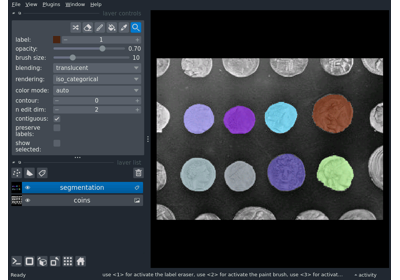 File View Plugins Window Help
layer controls
label: 1
opacity: 0.70
brush size: 10
blending: translucent
rendering: iso_categorical
color mode: auto
contour: 0
n edit dim: 2
contiguous:
preserve
labels:
show
selected:
layer list
segmentation
coins
Ready use <1> for activate the label eraser, use <2> for activate the paint brush, use <3> for activat... activity